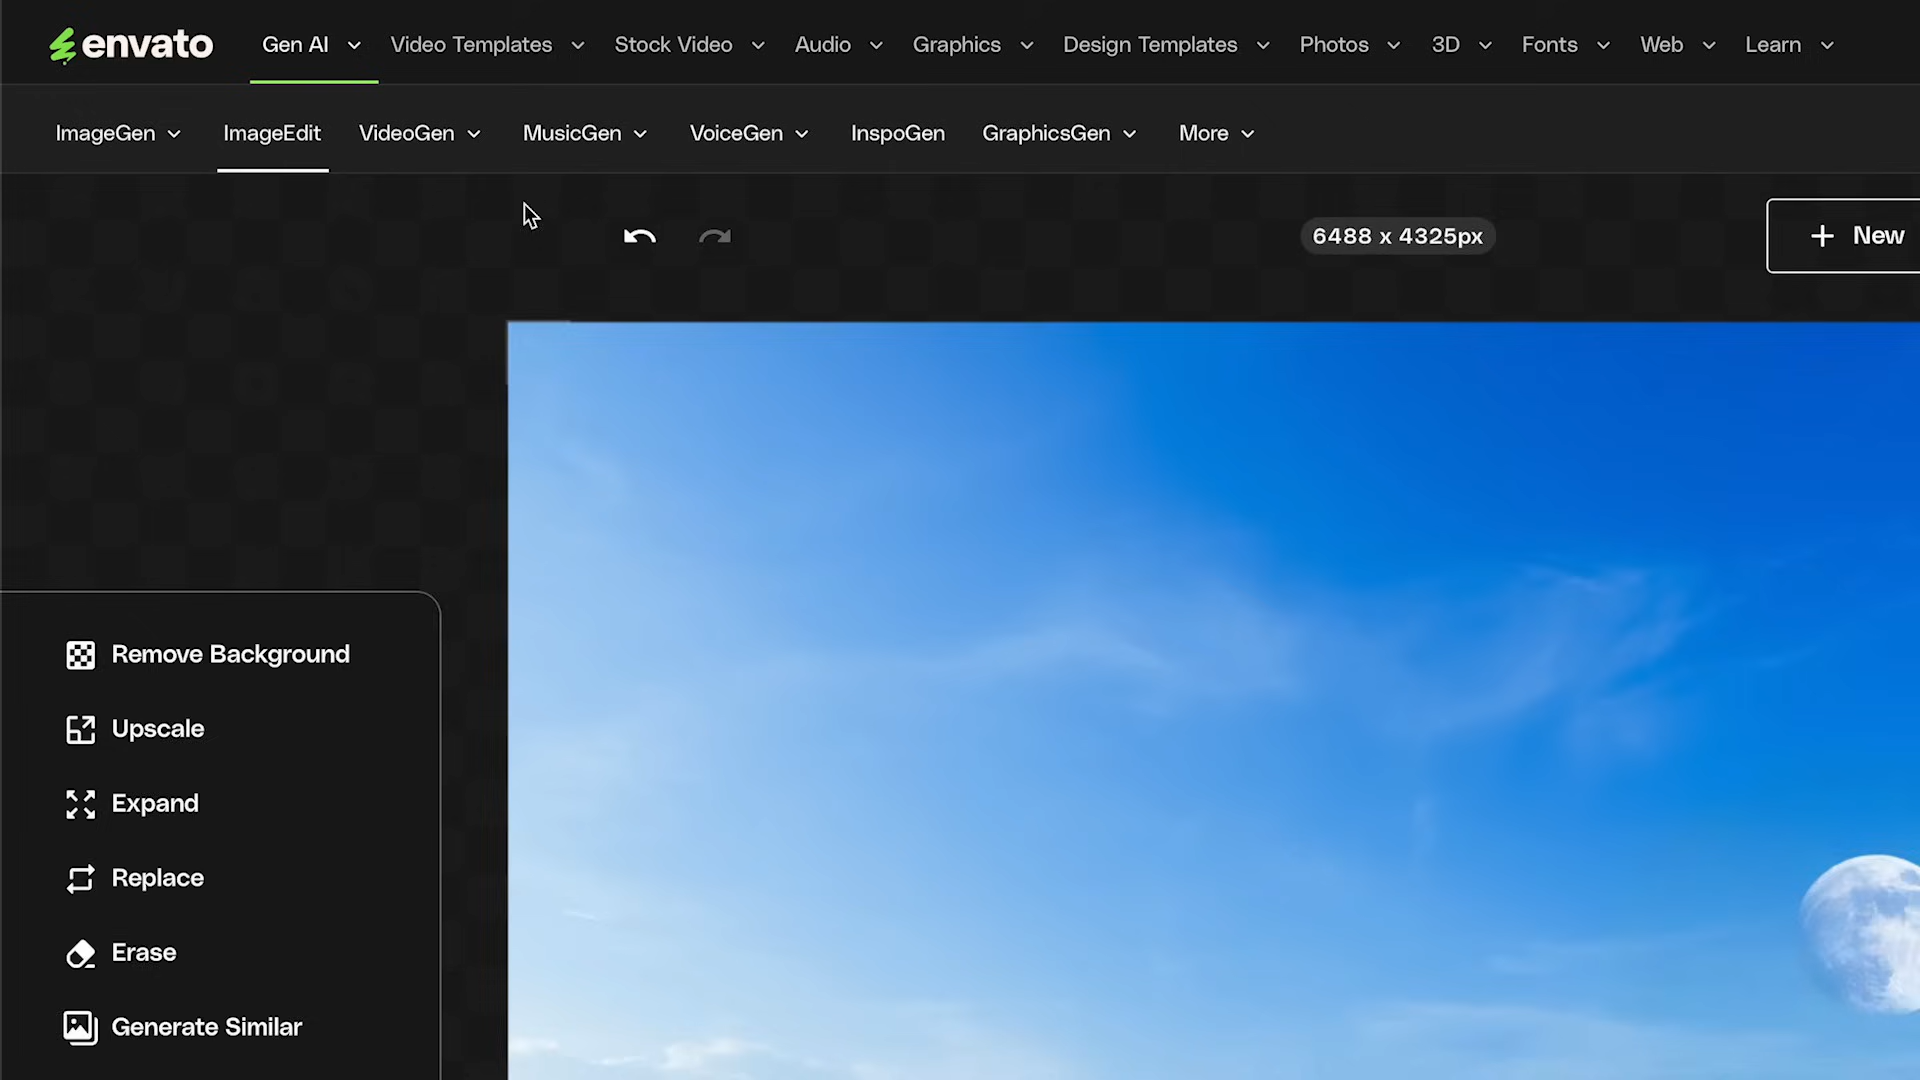 envato Gen AI Video Templates Stock Video Audio Graphics Design Templates Photos 3D Fonts Web Learn
ImageGen ImageEdit VideoGen MusicGen VoiceGen InspoGen GraphicsGen More
6488 x 4325px
+ New
Remove Background
Upscale
Expand
Replace
Erase
Generate Similar